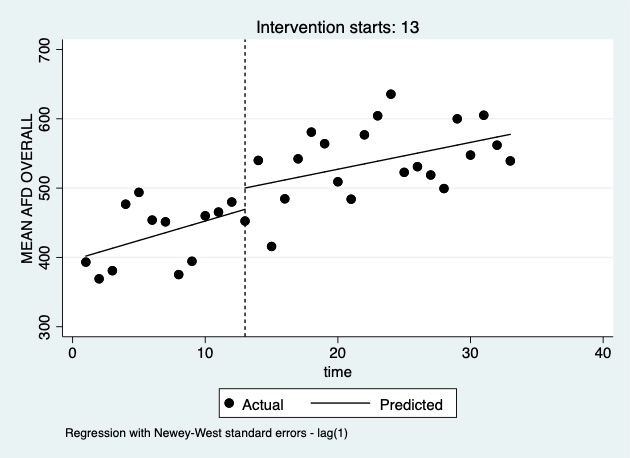 Intervention starts: 13
MEAN AFD OVERALL
700
600
500
400
300
0 10 20 30 40
time
Actual Predicted
Regression with Newey-West standard errors - lag(1)